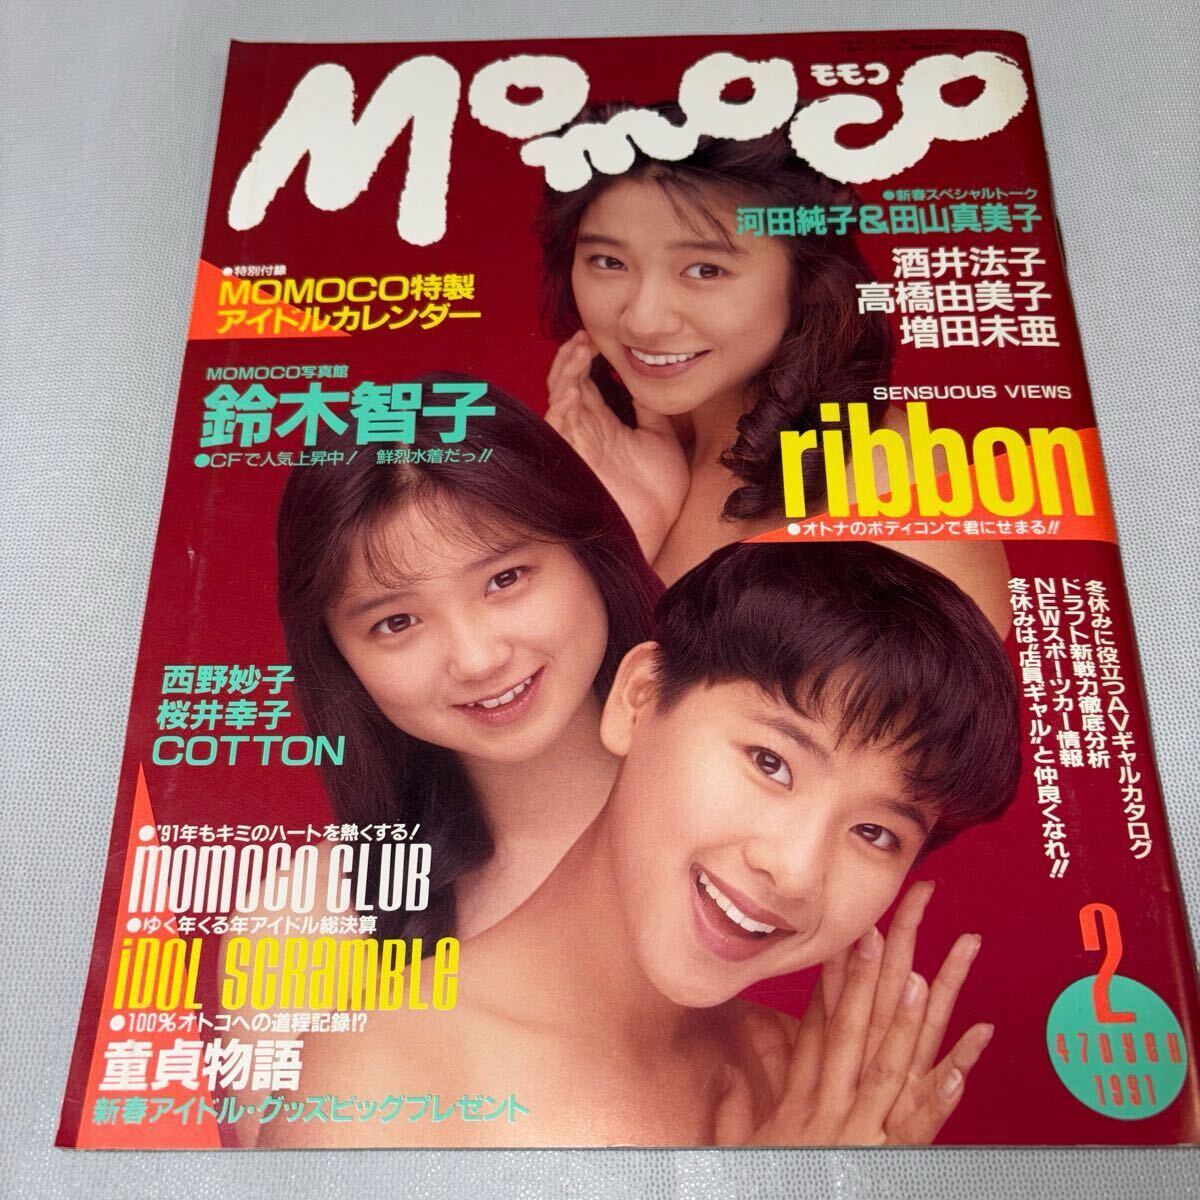 Momoco
モモコ
●新春スペシャルトーク
河田純子&田山真美子
酒井法子
高橋由美子
増田未亜
●特別付録
MOMOCO特製
アイドルカレンダー
MOMOCO写真館
鈴木智子
●CFで人気上昇中! 鮮烈水着だっ!!
SENSUOUS VIEWS
ribbon
●オトナのボディコンで君にせまる!!
冬休みに役立つAVギャルカタログ
ドラフト新戦力徹底分析
NEWスポーツカー情報
冬休みは“店員ギャル”と仲良くなれ!!
西野妙子
桜井幸子
COTTON
●'91年もキミのハートを熱くする!
MOMOCO CLUB
●ゆく年くる年アイドル総決算
iDOL SCRamBLe
●100%オトコへの道程記録!?
童貞物語
新春アイドル・グッズビッグプレゼント
2
470yen
1991